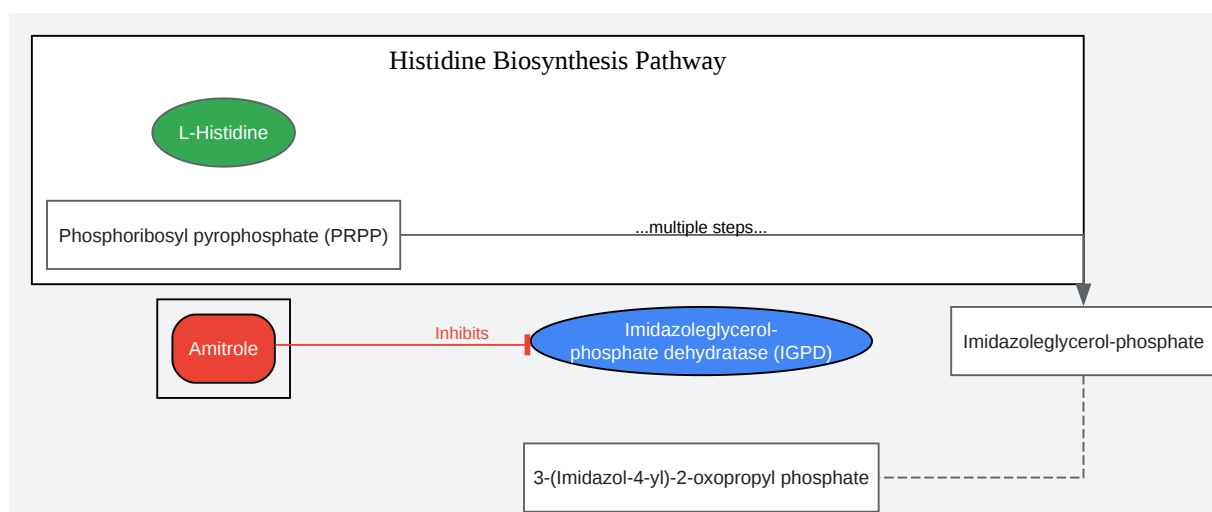 Histidine Biosynthesis Pathway
L-Histidine
Phosphoribosyl pyrophosphate (PRPP)
...multiple steps...
Amitrole
Inhibits
Imidazoleglycerol-
phosphate dehydratase (IGPD)
Imidazoleglycerol-phosphate
3-(Imidazol-4-yl)-2-oxopropyl phosphate